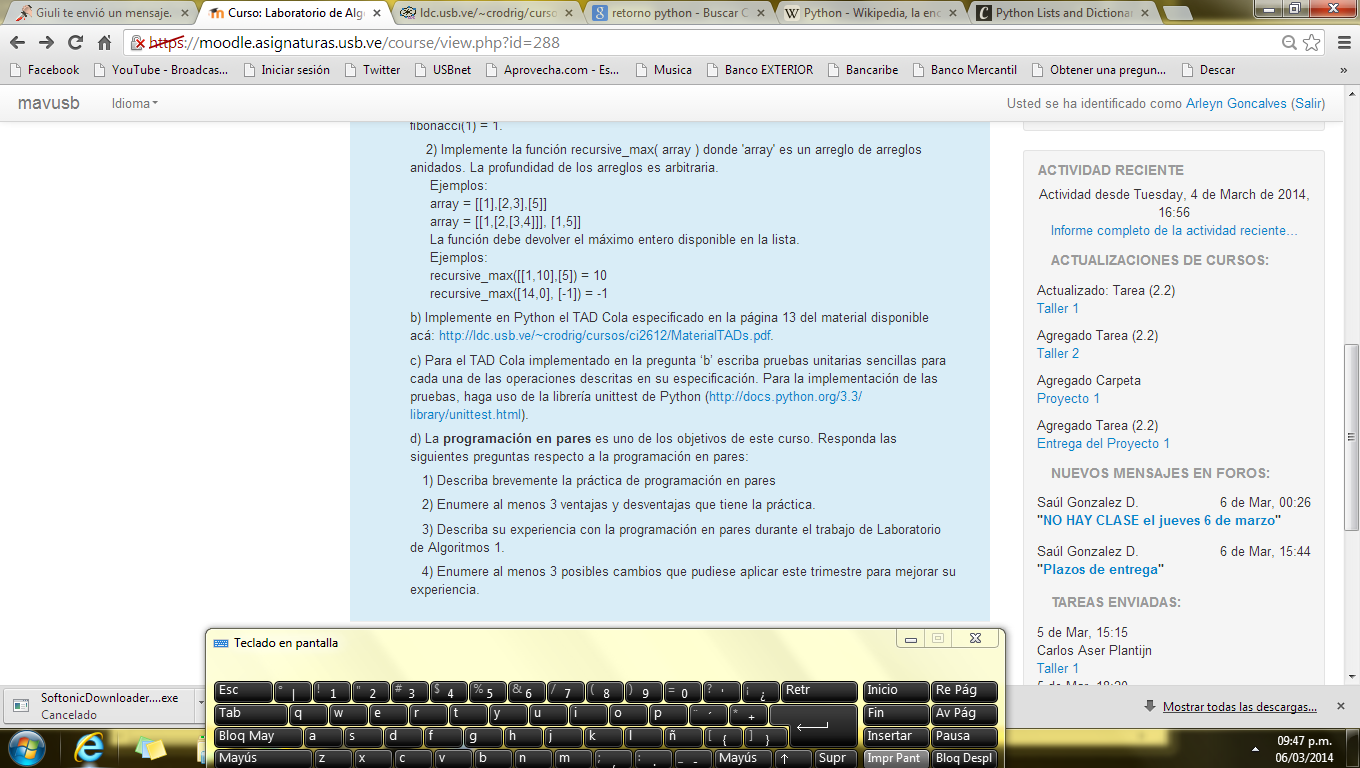 Giuli te envió un mensaje.
Curso: Laboratorio de Alg
ldc.usb.ve/~crodrig/curso
retorno python - Buscar C
Python - Wikipedia, la enc
Python Lists and Dictionar
https://moodle.asignaturas.usb.ve/course/view.php?id=288
Facebook YouTube - Broadcas... Iniciar sesión Twitter USBnet Aprovecha.com - Es... Musica Banco EXTERIOR Bancaribe Banco Mercantil Obtener una pregun... Descar »
mavusb Idioma Usted se ha identificado como Arleyn Goncalves (Salir)
fibonacci(1) = 1.
2) Implemente la función recursive_max( array ) donde 'array' es un arreglo de arreglos
anidados. La profundidad de los arreglos es arbitraria.
Ejemplos:
array = [[1],[2,3],[5]]
array = [[1,[2,[3,4]]], [1,5]]
La función debe devolver el máximo entero disponible en la lista.
Ejemplos:
recursive_max([[1,10],[5]) = 10
recursive_max([14,0], [-1]) = -1
b) Implemente en Python el TAD Cola especificado en la página 13 del material disponible
acá: http://ldc.usb.ve/~crodrig/cursos/ci2612/MaterialTADs.pdf.
c) Para el TAD Cola implementado en la pregunta ‘b’ escriba pruebas unitarias sencillas para
cada una de las operaciones descritas en su especificación. Para la implementación de las
pruebas, haga uso de la librería unittest de Python (http://docs.python.org/3.3/
library/unittest.html).
d) La programación en pares es uno de los objetivos de este curso. Responda las
siguientes preguntas respecto a la programación en pares:
1) Describa brevemente la práctica de programación en pares
2) Enumere al menos 3 ventajas y desventajas que tiene la práctica.
3) Describa su experiencia con la programación en pares durante el trabajo de Laboratorio
de Algoritmos 1.
4) Enumere al menos 3 posibles cambios que pudiese aplicar este trimestre para mejorar su
experiencia.
ACTIVIDAD RECIENTE
Actividad desde Tuesday, 4 de March de 2014,
16:56
Informe completo de la actividad reciente...
ACTUALIZACIONES DE CURSOS:
Actualizado: Tarea (2.2)
Taller 1
Agregado Tarea (2.2)
Taller 2
Agregado Carpeta
Proyecto 1
Agregado Tarea (2.2)
Entrega del Proyecto 1
NUEVOS MENSAJES EN FOROS:
Saúl Gonzalez D. 6 de Mar, 00:26
"NO HAY CLASE el jueves 6 de marzo"
Saúl Gonzalez D. 6 de Mar, 15:44
"Plazos de entrega"
TAREAS ENVIADAS:
5 de Mar, 15:15
Carlos Aser Plantijn
Taller 1
Teclado en pantalla
Esc ° | ! 1 " 2 # 3 $ 4 % 5 & 6 / 7 ( 8 ) 9 = 0 ? ' ¡ ¿ Retr Inicio Re Pág
Tab q w e r t y u i o p ¨ ´ * + Fin Av Pág
Bloq May a s d f g h j k l ñ [ { ] } Insertar Pausa
Mayús z x c v b n m ; , : . _ - Mayús ↑ Supr Impr Pant Bloq Despl
SoftonicDownloader....exe
Cancelado
Mostrar todas las descargas...
09:47 p.m.
06/03/2014